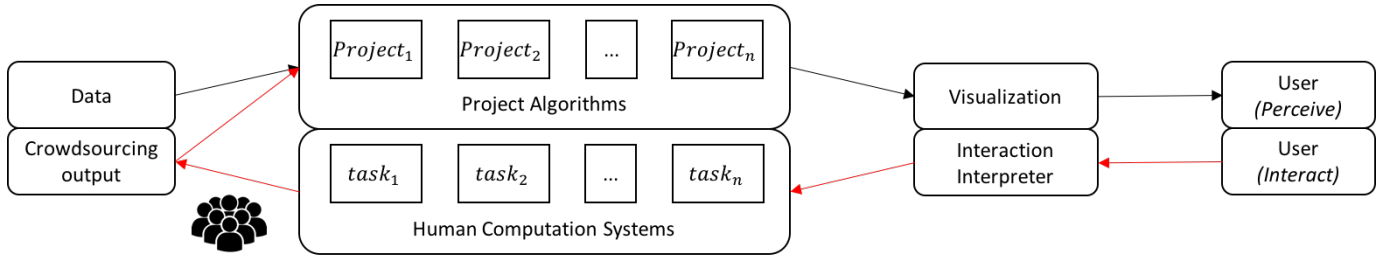 Data
Crowdsourcing
output
Project₁
Project₂
...
Projectₙ
Project Algorithms
task₁
task₂
...
taskₙ
Human Computation Systems
Visualization
Interaction
Interpreter
User
(Perceive)
User
(Interact)